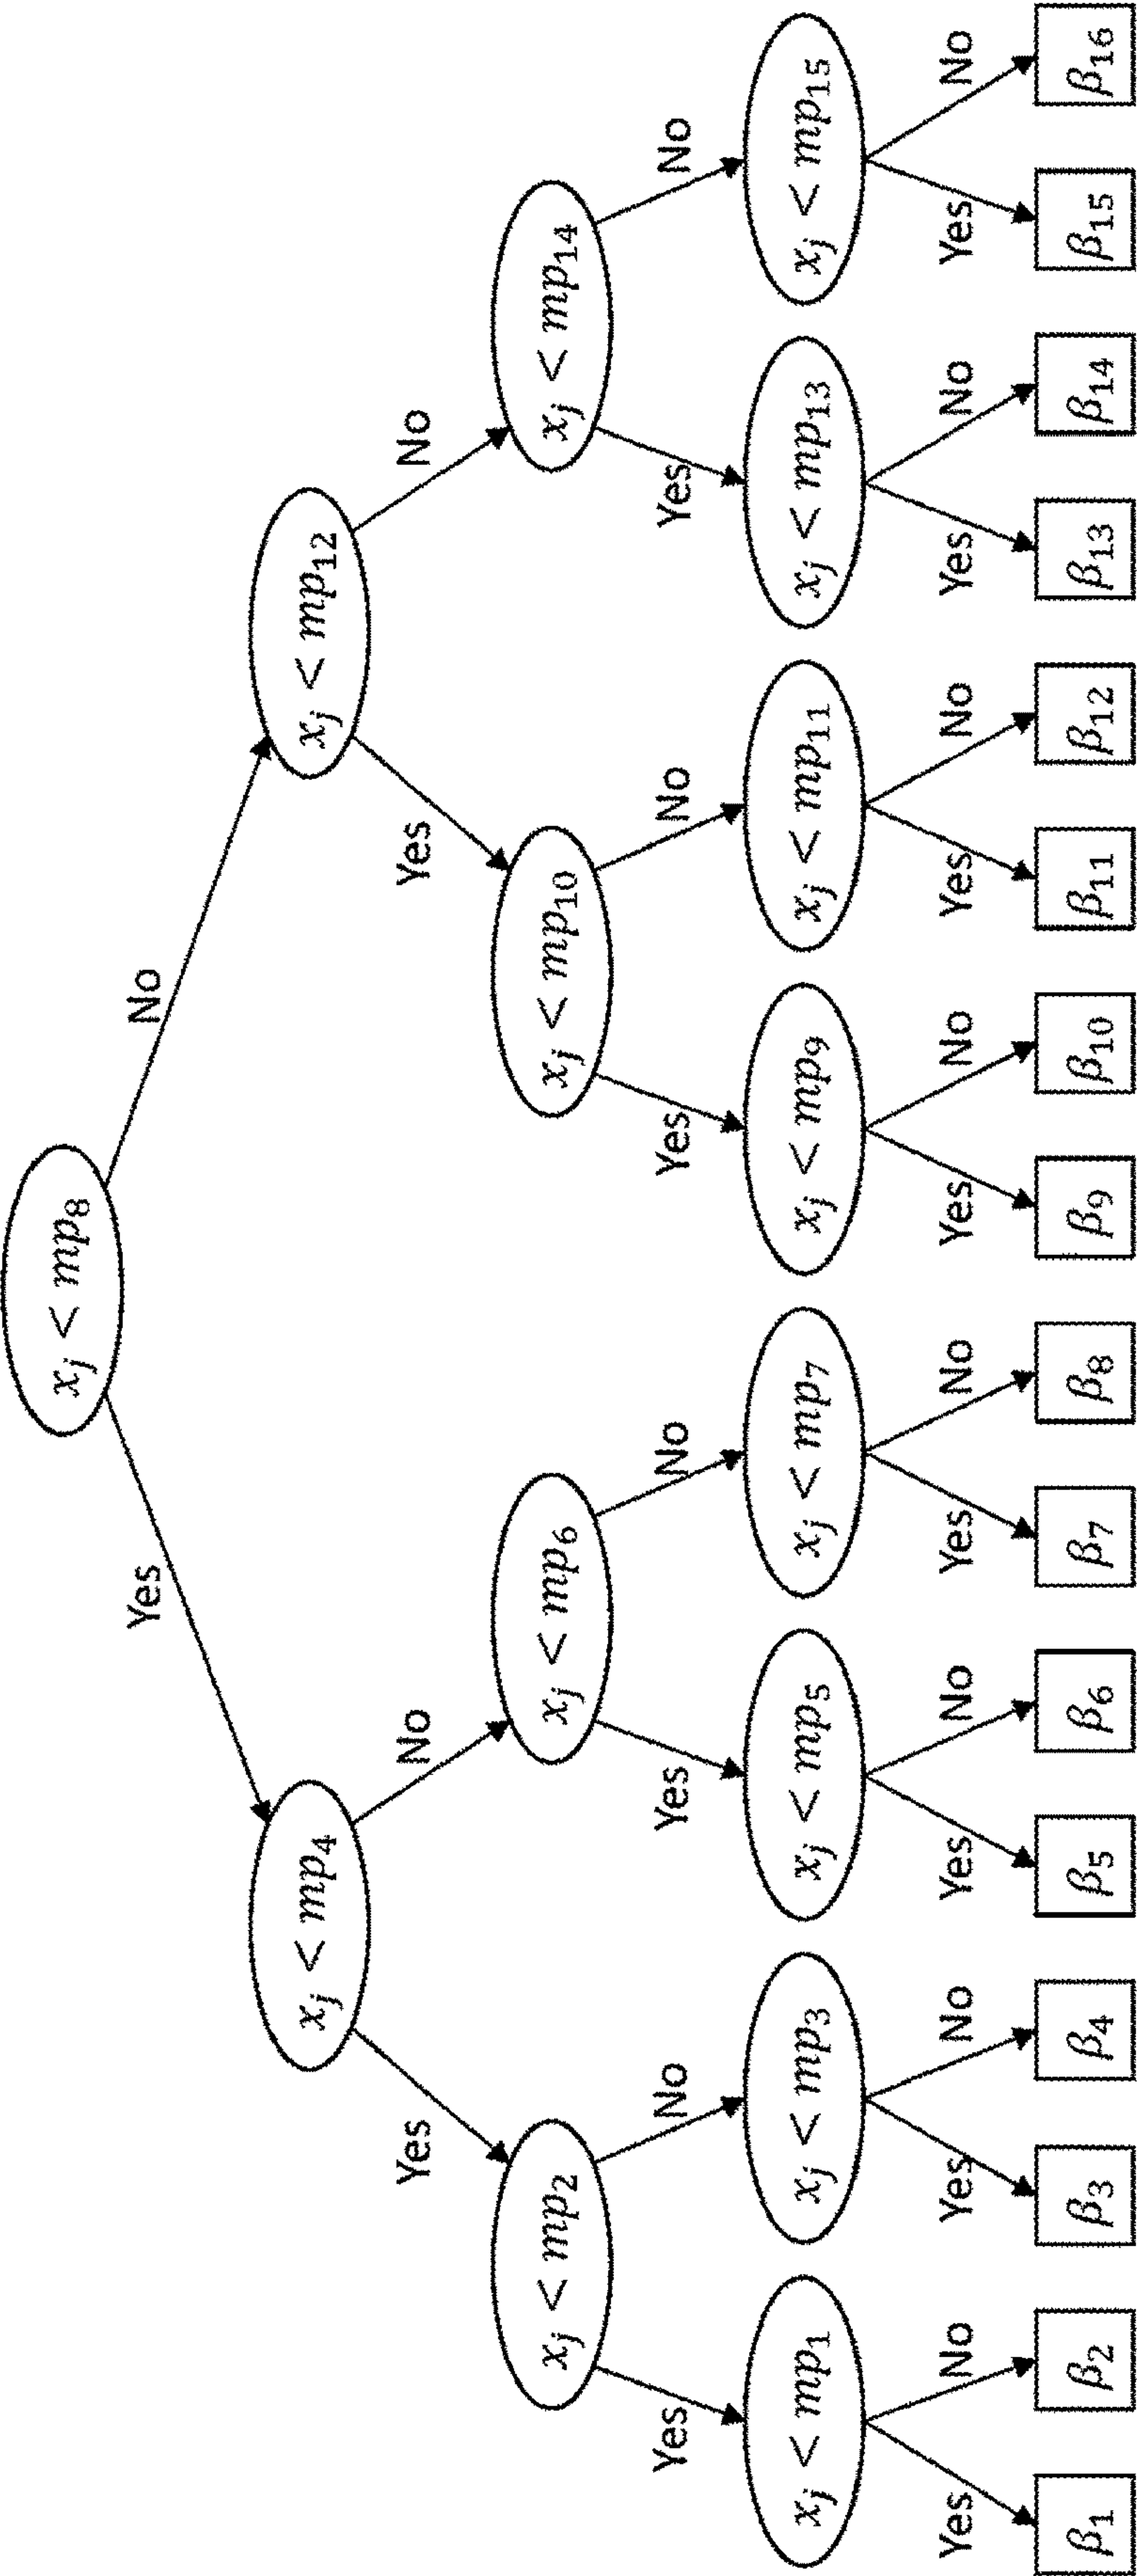 x_j < mp_8
Yes
No
x_j < mp_4
x_j < mp_12
Yes
No
Yes
No
x_j < mp_2
x_j < mp_6
x_j < mp_10
x_j < mp_14
Yes
No
Yes
No
Yes
No
Yes
No
x_j < mp_1
x_j < mp_3
x_j < mp_5
x_j < mp_7
x_j < mp_9
x_j < mp_11
x_j < mp_13
x_j < mp_15
Yes
No
Yes
No
Yes
No
Yes
No
Yes
No
Yes
No
Yes
No
Yes
No
β_1
β_2
β_3
β_4
β_5
β_6
β_7
β_8
β_9
β_10
β_11
β_12
β_13
β_14
β_15
β_16